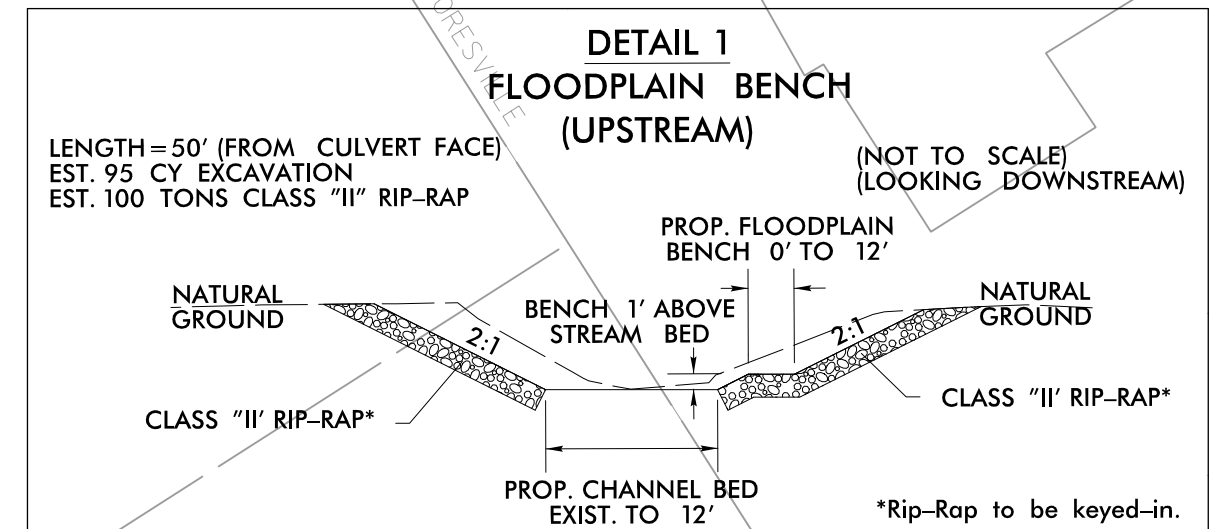 DETAIL 1
FLOODPLAIN BENCH
(UPSTREAM)
LENGTH=50' (FROM CULVERT FACE)
EST. 95 CY EXCAVATION
EST. 100 TONS CLASS "II" RIP-RAP
(NOT TO SCALE)
(LOOKING DOWNSTREAM)
PROP. FLOODPLAIN
BENCH 0' TO 12'
NATURAL
GROUND
BENCH 1' ABOVE
STREAM BED
NATURAL
GROUND
2:1
2:1
CLASS "II' RIP-RAP*
CLASS "II' RIP-RAP*
PROP. CHANNEL BED
EXIST. TO 12'
*Rip-Rap to be keyed-in.
ORESVILLE